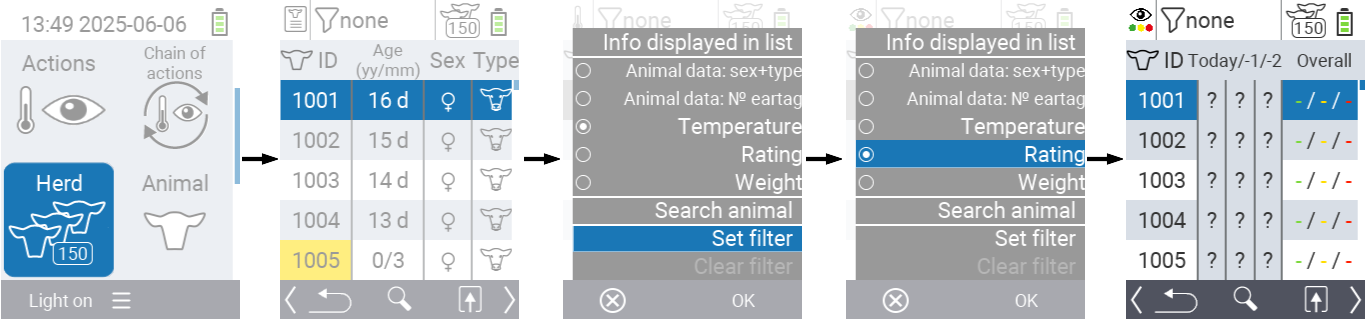 13:49 2025-06-06
Actions
Chain of
actions
Herd
150
Animal
Light on
none
150
ID
Age
(yy/mm)
Sex
Type
1001
16 d
1002
15 d
1003
14 d
1004
13 d
1005
0/3
none
150
Info displayed in list
Animal data: sex+type
Animal data: № eartag
Temperature
Rating
Weight
Search animal
Set filter
Clear filter
OK
none
150
Info displayed in list
Animal data: sex+type
Animal data: № eartag
Temperature
Rating
Weight
Search animal
Set filter
Clear filter
OK
none
150
ID Today/-1/-2 Overall
1001 ? ? ? -/-/-
1002 ? ? ? -/-/-
1003 ? ? ? -/-/-
1004 ? ? ? -/-/-
1005 ? ? ? -/-/-